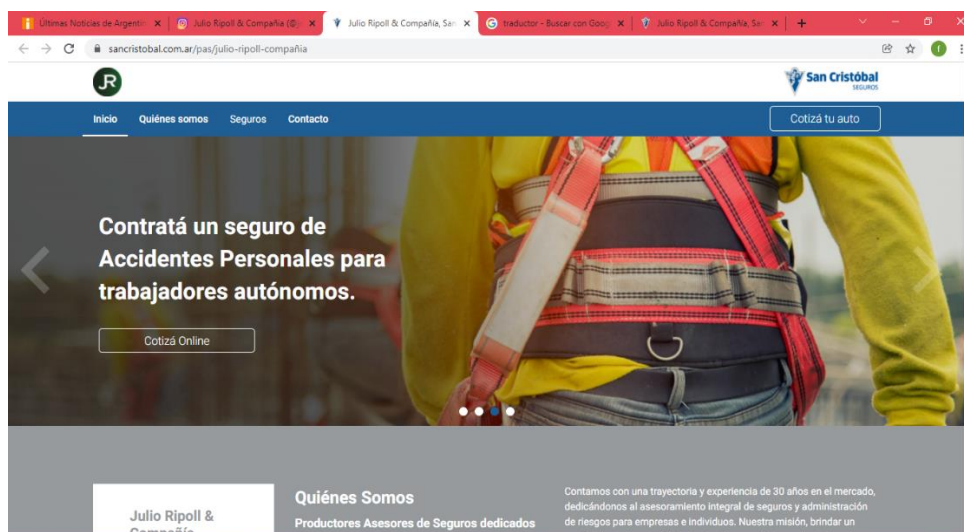 Últimas Noticias de Argentin
Julio Ripoll & Compañia (@j
Julio Ripoll & Compañía, San
traductor - Buscar con Goog
Julio Ripoll & Compañía, San
sancristobal.com.ar/pas/julio-ripoll-compañia
JR
San Cristóbal
SEGUROS
Inicio
Quiénes somos
Seguros
Contacto
Cotizá tu auto
Contratá un seguro de
Accidentes Personales para
trabajadores autónomos.
Cotizá Online
Julio Ripoll &
Compañía
Quiénes Somos
Productores Asesores de Seguros dedicados
Contamos con una trayectoria y experiencia de 30 años en el mercado,
dedicándonos al asesoramiento integral de seguros y administración
de riesgos para empresas e individuos. Nuestra misión, brindar un